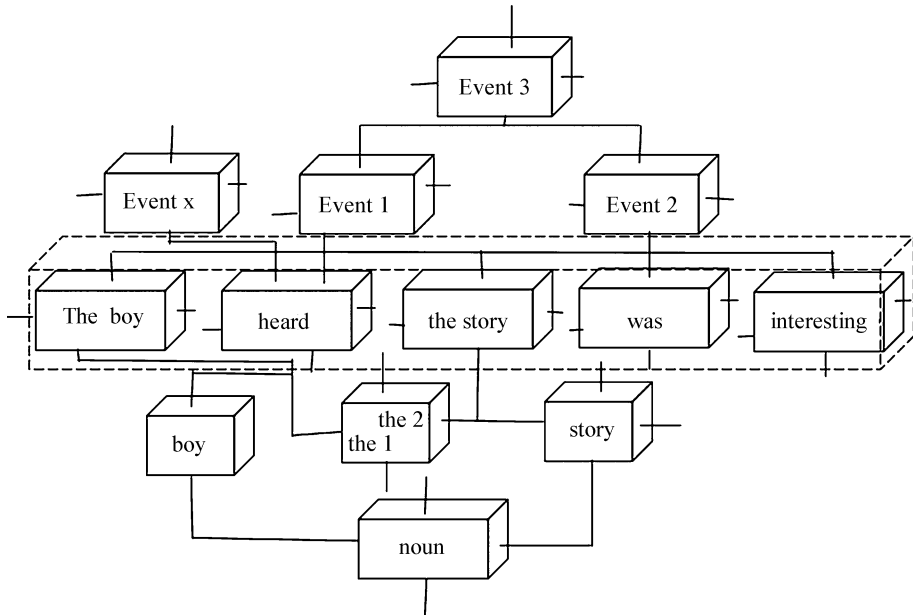 Event 3
Event x
Event 1
Event 2
The boy
heard
the story
was
interesting
boy
the 2
the 1
story
noun